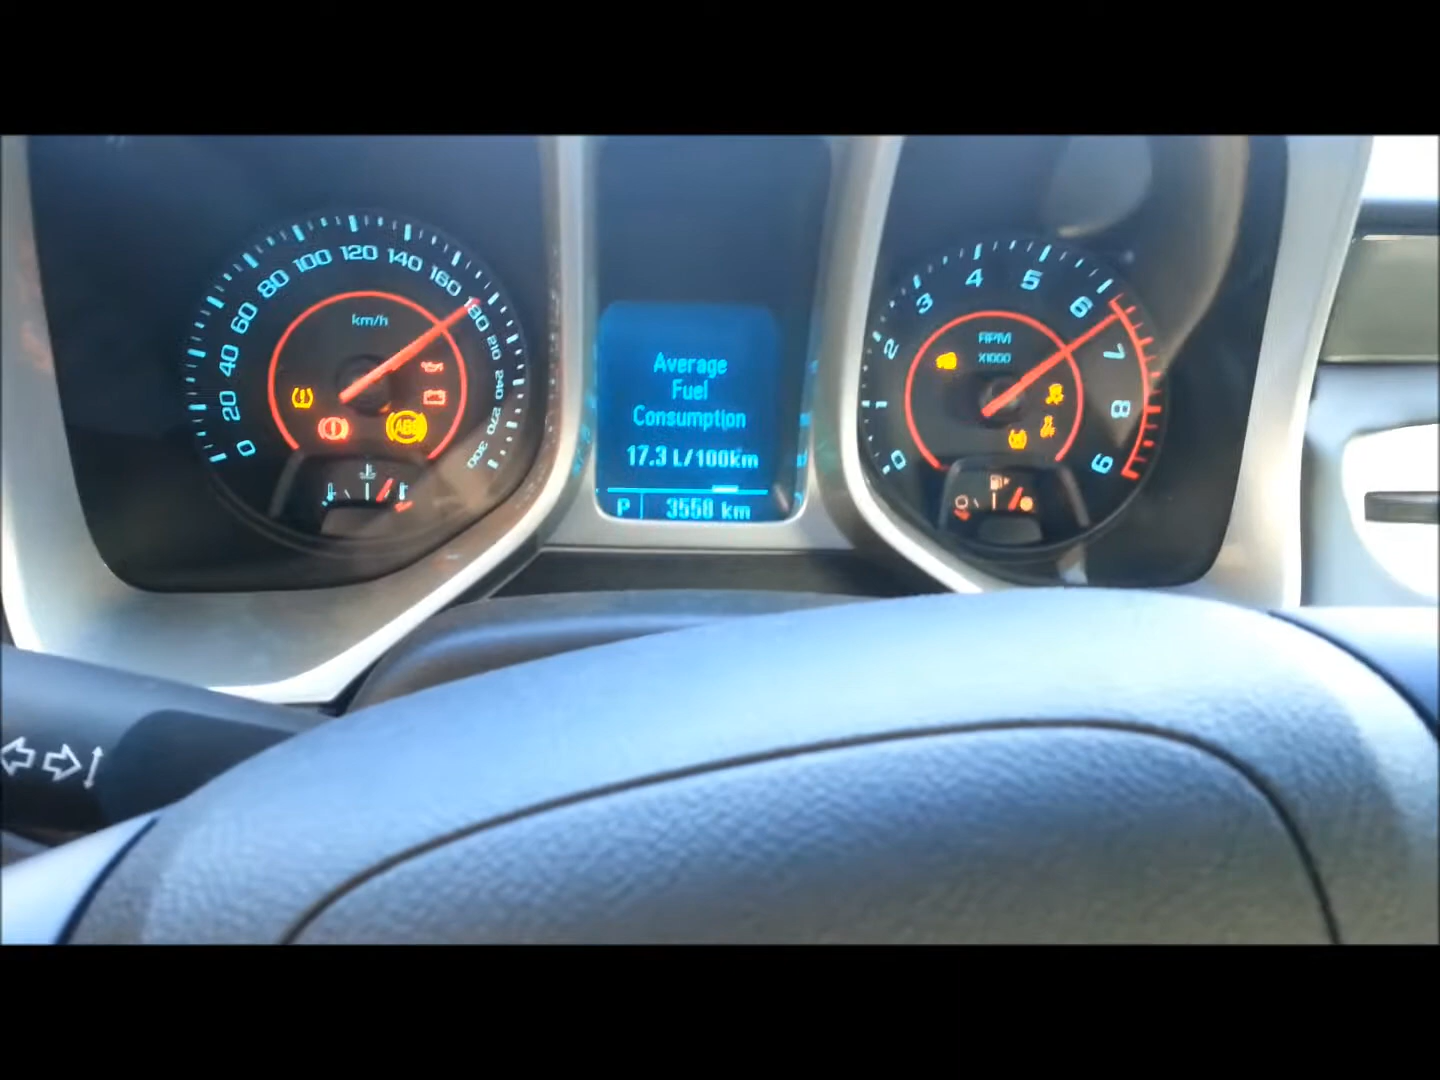 0 20 40 60 80 100 120 140 160 180 210 240 270 300
km/h
ABS
Average
Fuel
Consumption
17.3 L/100km
P 3558 km
0 1 2 3 4 5 6 7 8 9
RPM
X1000